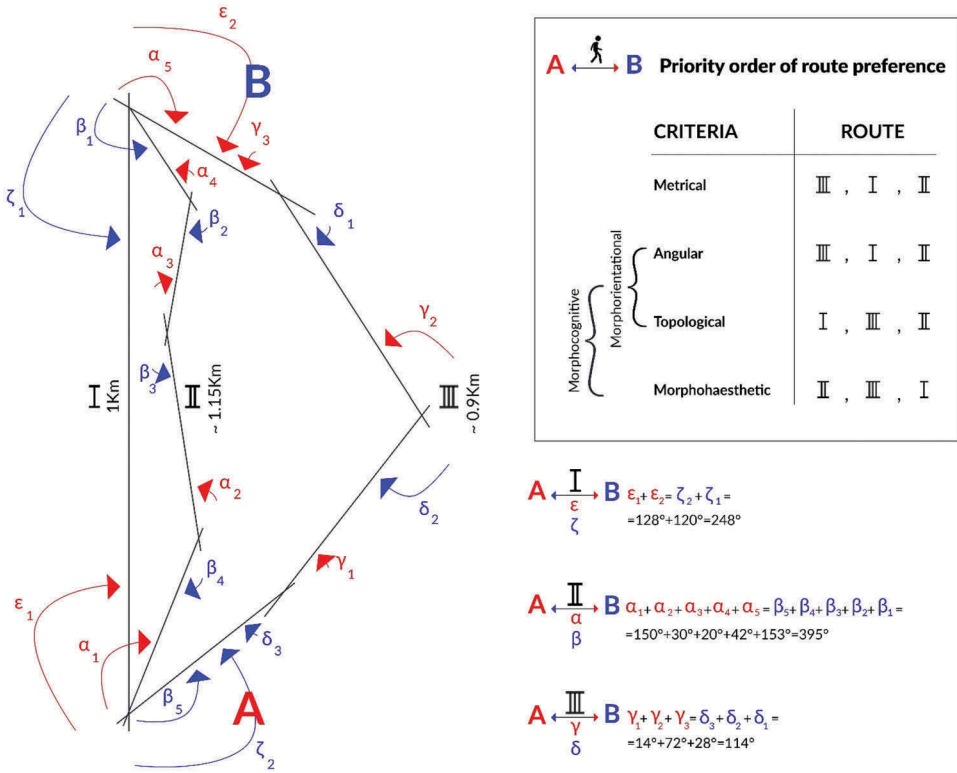 ε2
α5
B
β1
γ3
α4
ζ1
β2
δ1
α3
γ2
β3
I
1Km
II
~ 1.15Km
III
~ 0.9Km
α2
δ2
β4
γ1
ε1
α1
δ3
β5
A
ζ2
A B Priority order of route preference
CRITERIA ROUTE
Metrical III , I , II
Angular III , I , II
Topological I , III , II
Morphohaesthetic II , III , I
Morphocognitive
Morphorientational
I
A B ε1+ε2=ζ2+ζ1=
ε
ζ
=128°+120°=248°
II
A B α1+α2+α3+α4+α5=β5+β4+β3+β2+β1=
α
β
=150°+30°+20°+42°+153°=395°
III
A B γ1+γ2+γ3=δ3+δ2+δ1=
γ
δ
=14°+72°+28°=114°